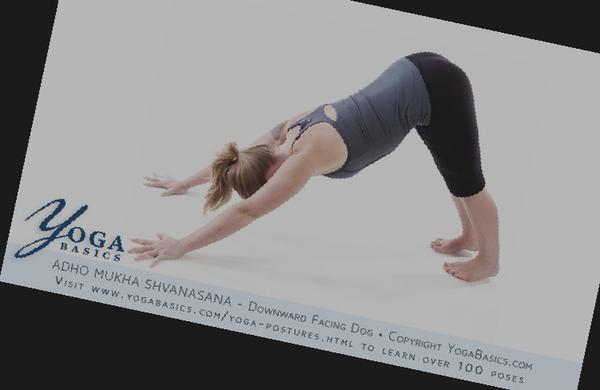 Yoga
BASICS
ADHO MUKHA SHVANASANA - Downward Facing Dog • Copyright YogaBasics.com
Visit www.yogabasics.com/yoga-postures.html to learn over 100 poses